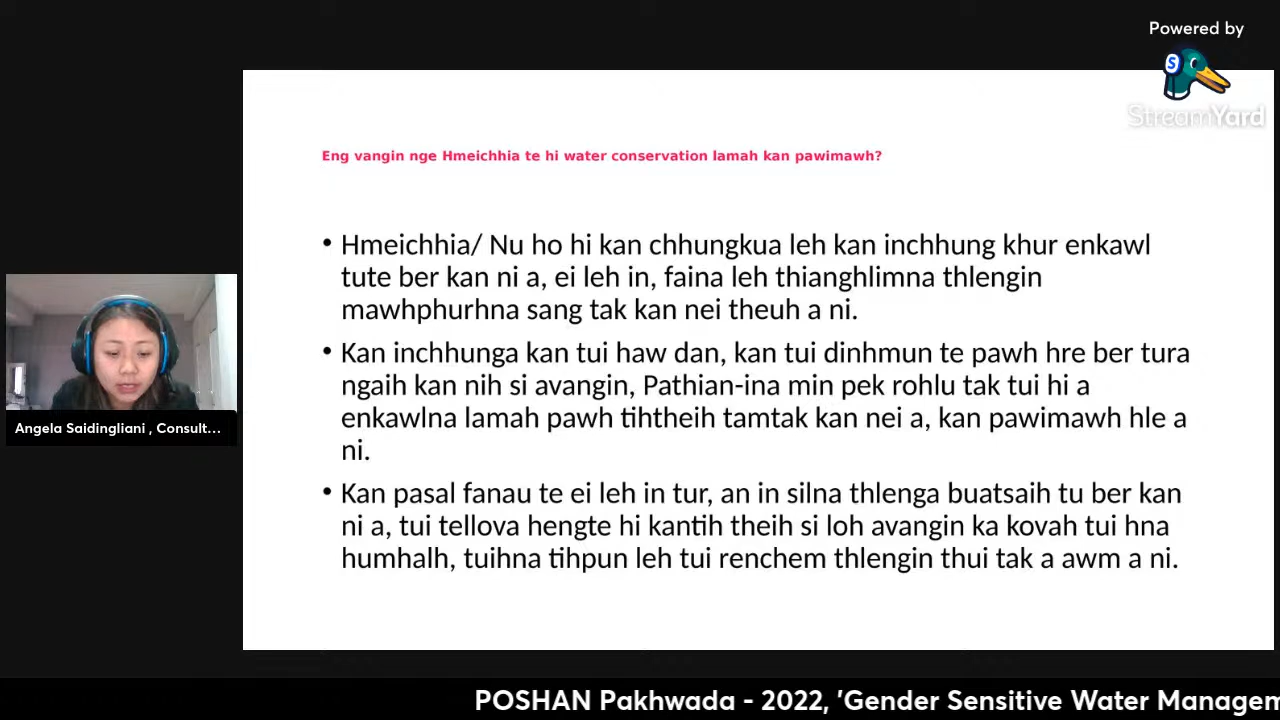 Powered by
StreamYard
Eng vangin nge Hmeichhia te hi water conservation lamah kan pawimawh?
• Hmeichhia/ Nu ho hi kan chhungkua leh kan inchhung khur enkawl
tute ber kan ni a, ei leh in, faina leh thianghlimna thlengin
mawhphurhna sang tak kan nei theuh a ni.
• Kan inchhunga kan tui haw dan, kan tui dinhmun te pawh hre ber tura
ngaih kan nih si avangin, Pathian-ina min pek rohlu tak tui hi a
enkawlna lamah pawh tihtheih tamtak kan nei a, kan pawimawh hle a
ni.
• Kan pasal fanau te ei leh in tur, an in silna thlenga buatsaih tu ber kan
ni a, tui tellova hengte hi kantih theih si loh avangin ka kovah tui hna
humhalh, tuihna tihpun leh tui renchem thlengin thui tak a awm a ni.
Angela Saidingliani , Consult...
POSHAN Pakhwada - 2022, 'Gender Sensitive Water Managen